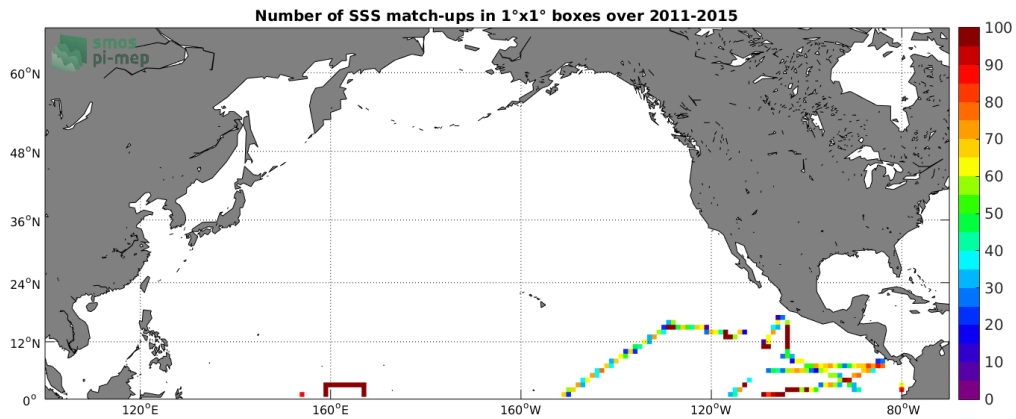 Number of SSS match-ups in 1°x1° boxes over 2011-2015
smos
pi-mep
60°N
48°N
36°N
24°N
12°N
0°
120°E
160°E
160°W
120°W
80°W
100
90
80
70
60
50
40
30
20
10
0